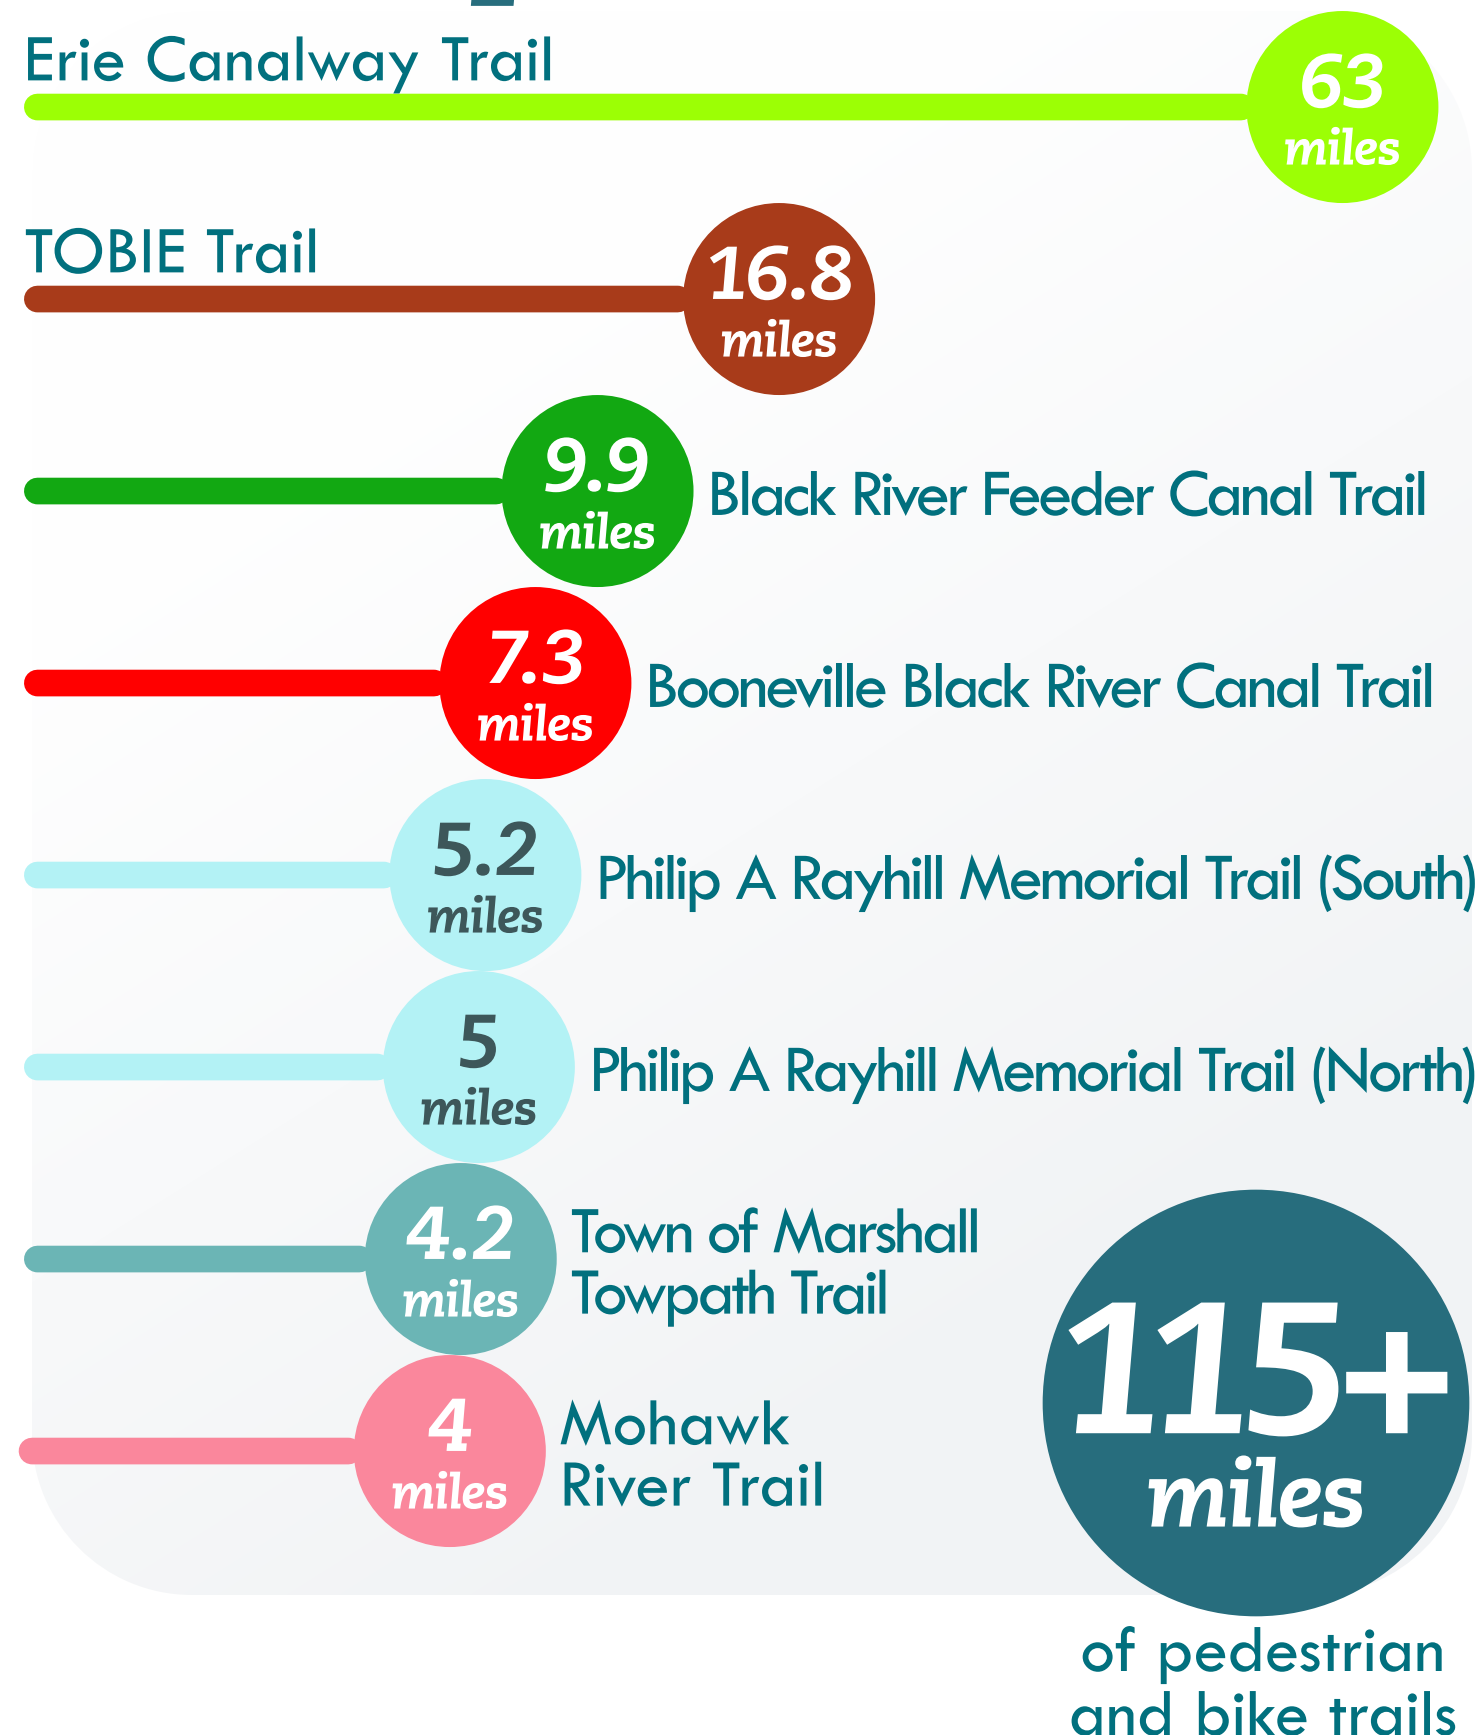 Erie Canalway Trail
63
miles
TOBIE Trail
16.8
miles
9.9
miles
Black River Feeder Canal Trail
7.3
miles
Booneville Black River Canal Trail
5.2
miles
Philip A Rayhill Memorial Trail (South)
5
miles
Philip A Rayhill Memorial Trail (North)
4.2
miles
Town of Marshall
Towpath Trail
4
miles
Mohawk
River Trail
115+
miles
of pedestrian
and bike trails